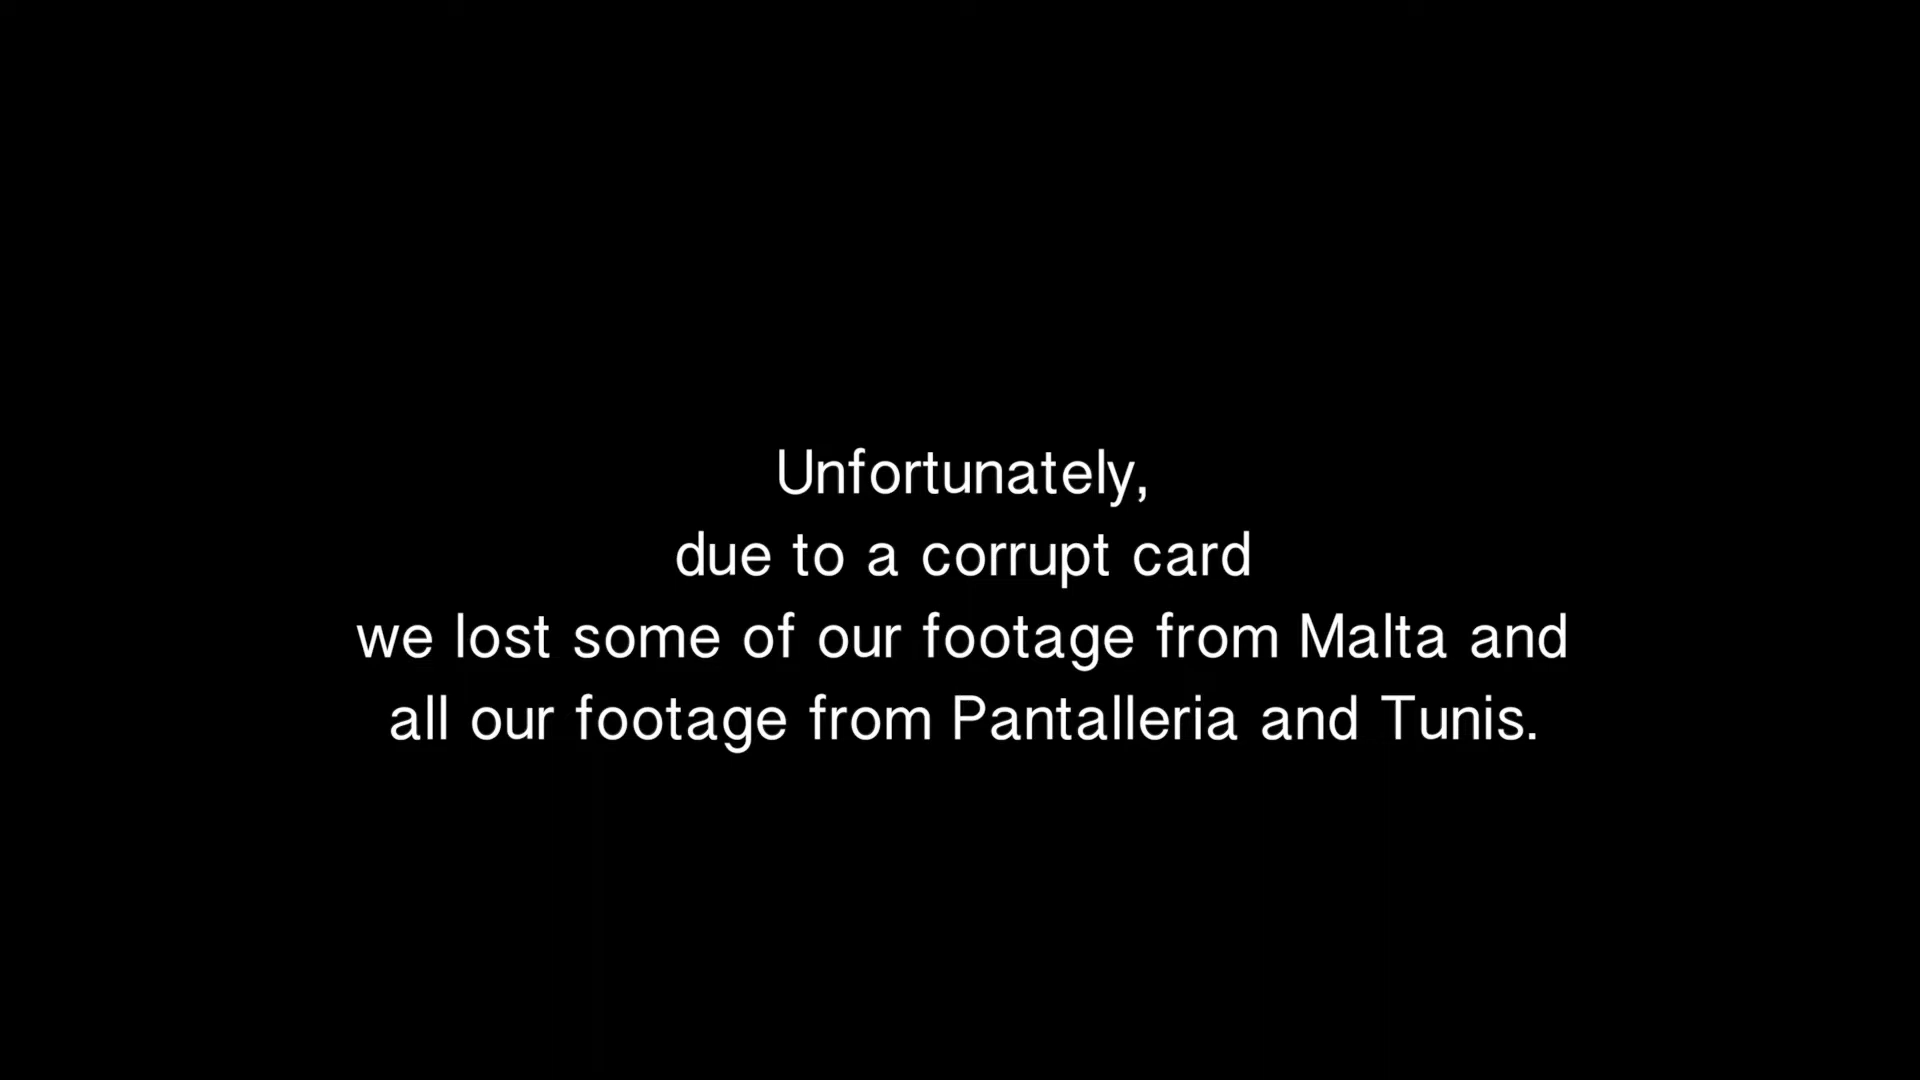 Unfortunately,
due to a corrupt card
we lost some of our footage from Malta and
all our footage from Pantalleria and Tunis.